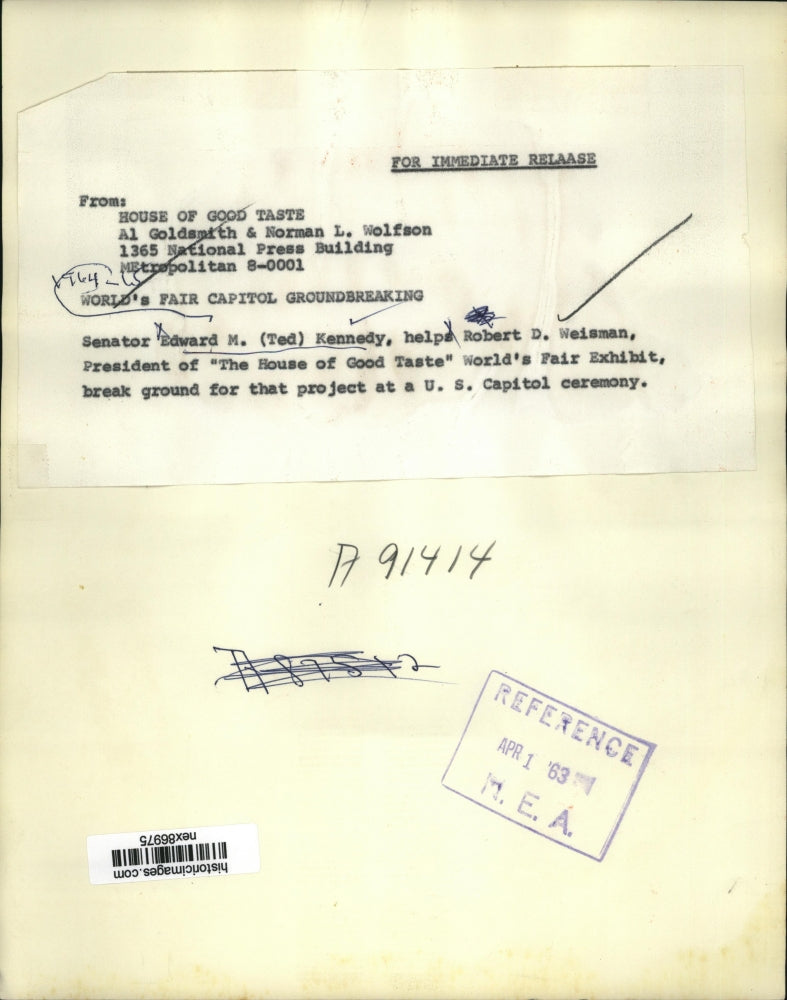 FOR IMMEDIATE RELAASE
From:
HOUSE OF GOOD TASTE
Al Goldsmith & Norman L. Wolfson
1365 National Press Building
MEtropolitan 8-0001
WORLD's FAIR CAPITOL GROUNDBREAKING
Senator Edward M. (Ted) Kennedy, helps Robert D. Weisman,
President of "The House of Good Taste" World's Fair Exhibit,
break ground for that project at a U. S. Capitol ceremony.
91414
REFERENCE
APR 1 '63
N. E. A.
historicimages.com
nex86975